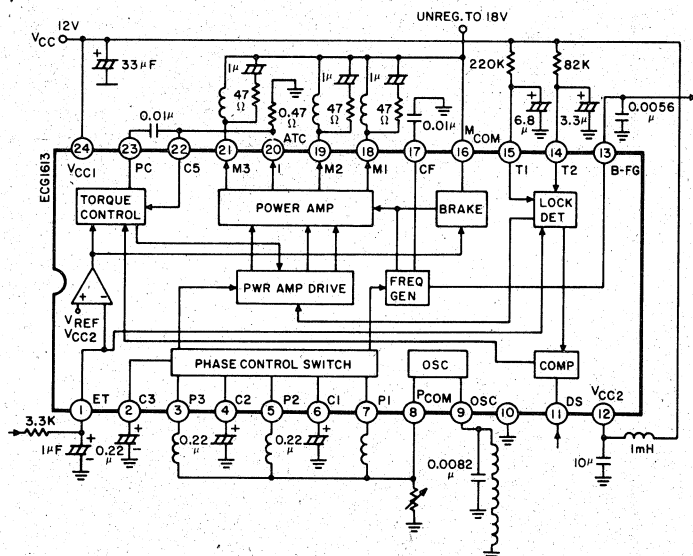 UNREG. TO 18V
12V
VCC
33μF
1μ
1μ
1μ
220K
82K
47
Ω
0.47
Ω
47
Ω
47
Ω
0.01μ
0.01μ
6.8
μ
3.3μ
0.0056
μ
ATC
MCOM
24 23 22 21 20 19 18 17 16 15 14 13
VCC1 PC C5 M3 I M2 M1 CF T1 T2 B-FG
ECG1613
TORQUE
CONTROL
POWER AMP
BRAKE
LOCK
DET
PWR AMP DRIVE
FREQ
GEN
+ -
VREF
VCC2
PHASE CONTROL SWITCH
OSC
COMP
ET C3 P3 C2 P2 C1 P1 PCOM OSC DS VCC2
1 2 3 4 5 6 7 8 9 10 11 12
3.3K
1μF
0.22
μ
0.22
μ
0.22
μ
0.0082
μ
10μ
1mH